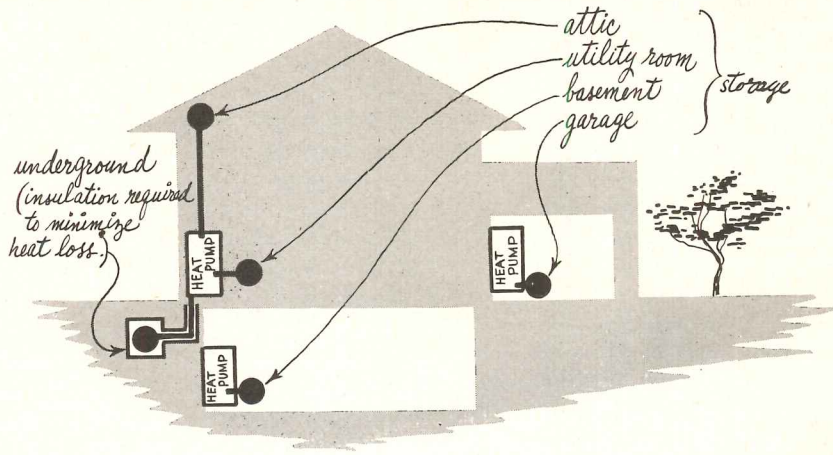 attic
utility room
basement
garage
storage
underground
(insulation required
to minimize
heat loss.)
HEAT
PUMP
HEAT
PUMP
HEAT
PUMP